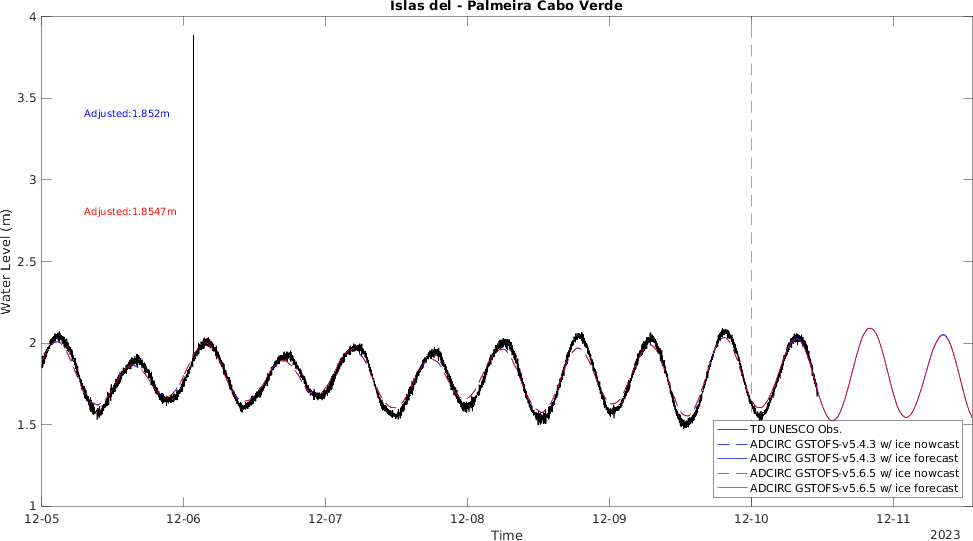 Islas del - Palmeira Cabo Verde
4
3.5
3
2.5
2
1.5
1
Water Level (m)
Adjusted:1.852m
Adjusted:1.8547m
TD UNESCO Obs.
ADCIRC GSTOFS-v5.4.3 w/ ice nowcast
ADCIRC GSTOFS-v5.4.3 w/ ice forecast
ADCIRC GSTOFS-v5.6.5 w/ ice nowcast
ADCIRC GSTOFS-v5.6.5 w/ ice forecast
12-05 12-06 12-07 12-08 12-09 12-10 12-11
Time
2023